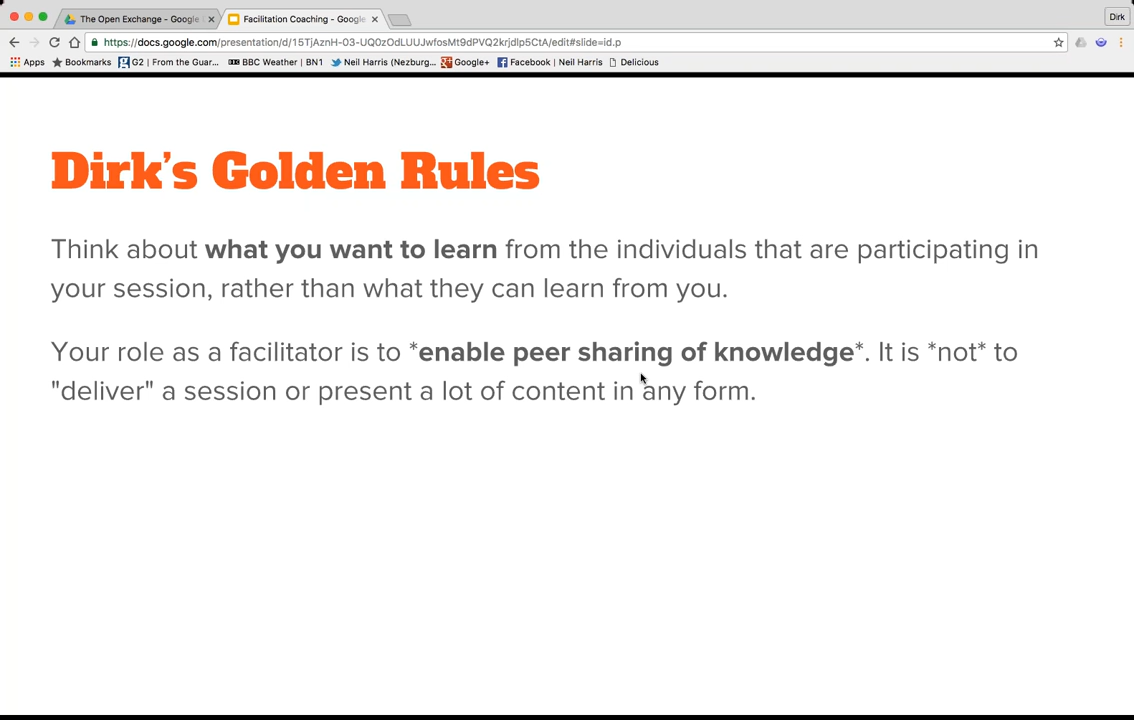 The Open Exchange - Google
Facilitation Coaching - Google
Dirk
https://docs.google.com/presentation/d/15TjAznH-03-UQ0zOdLUUJwfosMt9dPVQ2krjdlp5CtA/edit#slide=id.p
Apps Bookmarks G2 | From the Guar... BBC Weather | BN1 Neil Harris (Nezburg... Google+ Facebook | Neil Harris Delicious
Dirk's Golden Rules
Think about what you want to learn from the individuals that are participating in
your session, rather than what they can learn from you.
Your role as a facilitator is to *enable peer sharing of knowledge*. It is *not* to
"deliver" a session or present a lot of content in any form.